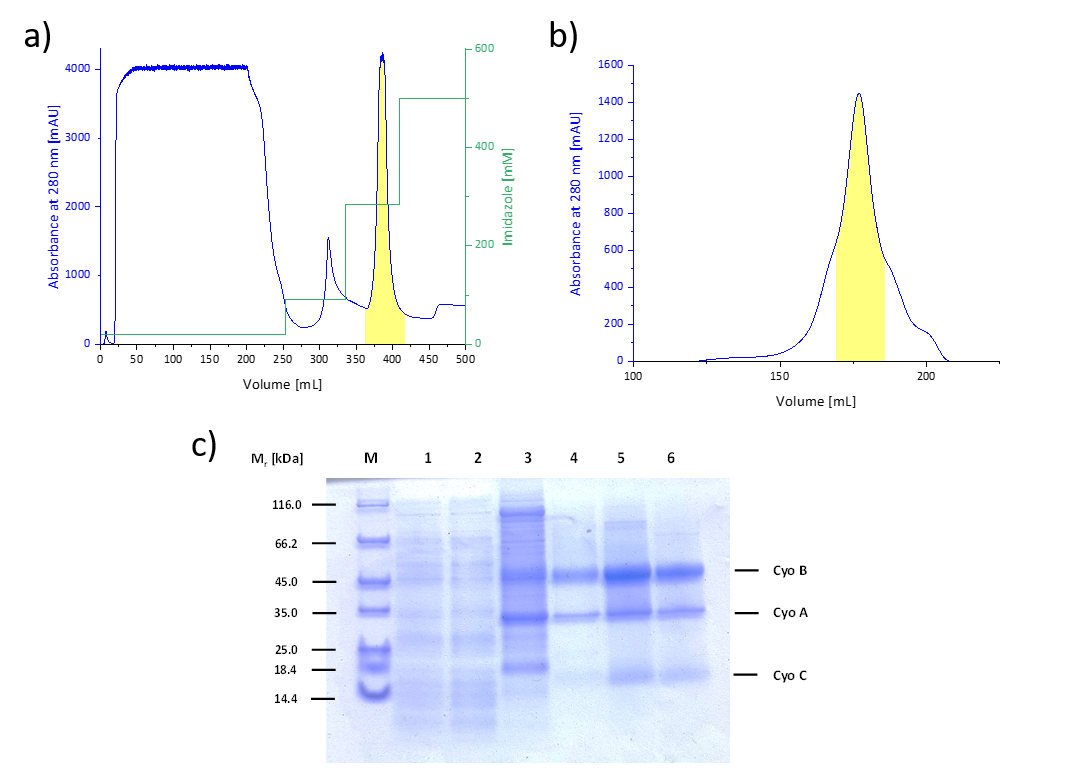 a)
4000
3000
2000
1000
0
Absorbance at 280 nm [mAU]
600
400
200
0
Imidazole [mM]
0 50 100 150 200 250 300 350 400 450 500
Volume [mL]
b)
1600
1400
1200
1000
800
600
400
200
0
Absorbance at 280 nm [mAU]
100 150 200
Volume [mL]
c)
Mr [kDa] M 1 2 3 4 5 6
116.0
66.2
45.0
35.0
25.0
18.4
14.4
Cyo B
Cyo A
Cyo C